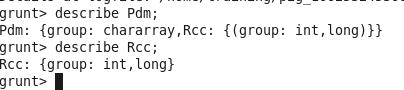 grunt> describe Pdm;
Pdm: {group: chararray,Rcc: {(group: int,long)}}
grunt> describe Rcc;
Rcc: {group: int,long}
grunt>